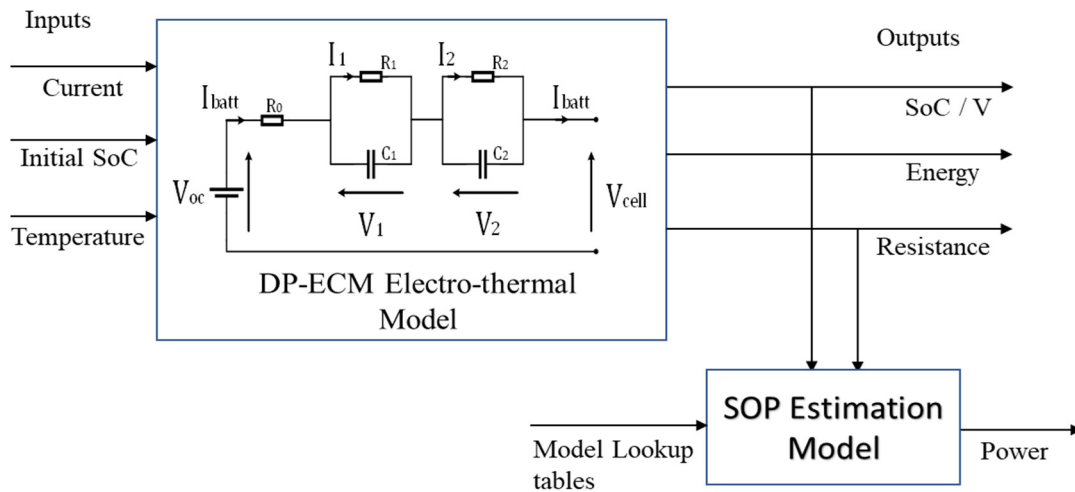 Inputs
Outputs
Current
Initial SoC
Temperature
I1
R1
I2
R2
Ibatt
R0
Ibatt
C1
C2
Voc
V1
V2
Vcell
DP-ECM Electro-thermal
Model
SoC / V
Energy
Resistance
SOP Estimation
Model
Model Lookup
tables
Power